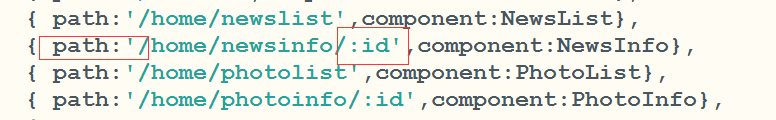 { path:'/home/newslist',component:NewsList},
{ path:'/home/newsinfo/:id',component:NewsInfo},
{ path:'/home/photolist',component:PhotoList},
{ path:'/home/photoinfo/:id',component:PhotoInfo},